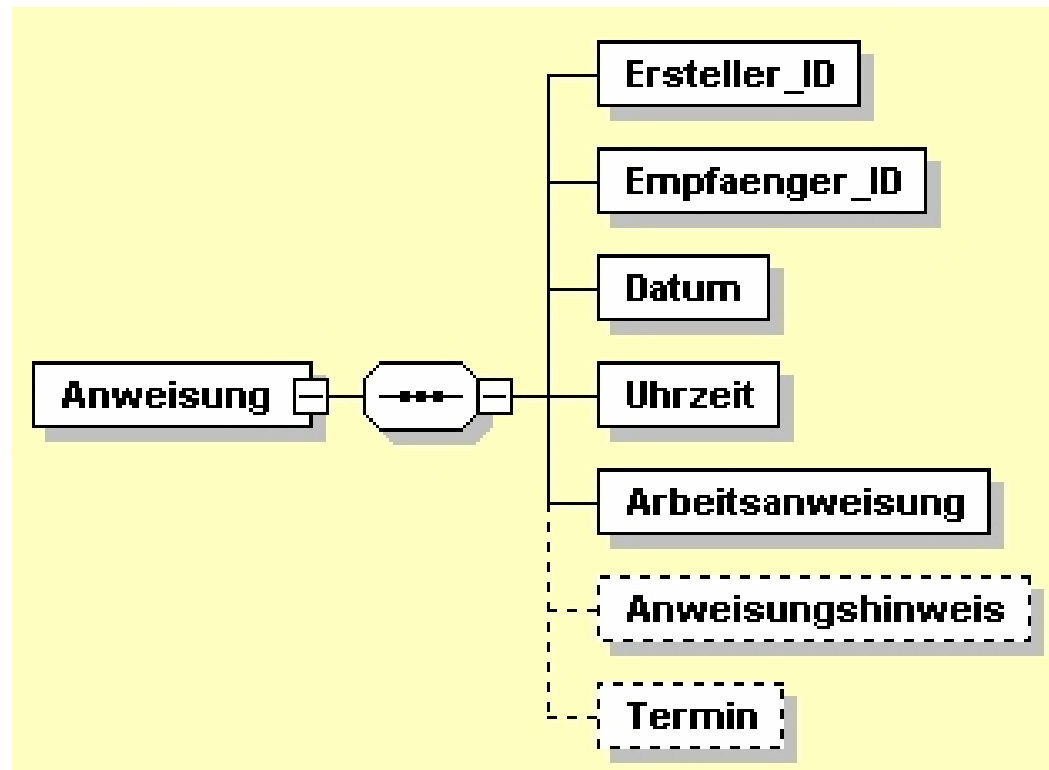 Ersteller_ID
Empfaenger_ID
Datum
Anweisung
Uhrzeit
Arbeitsanweisung
Anweisungshinweis
Termin